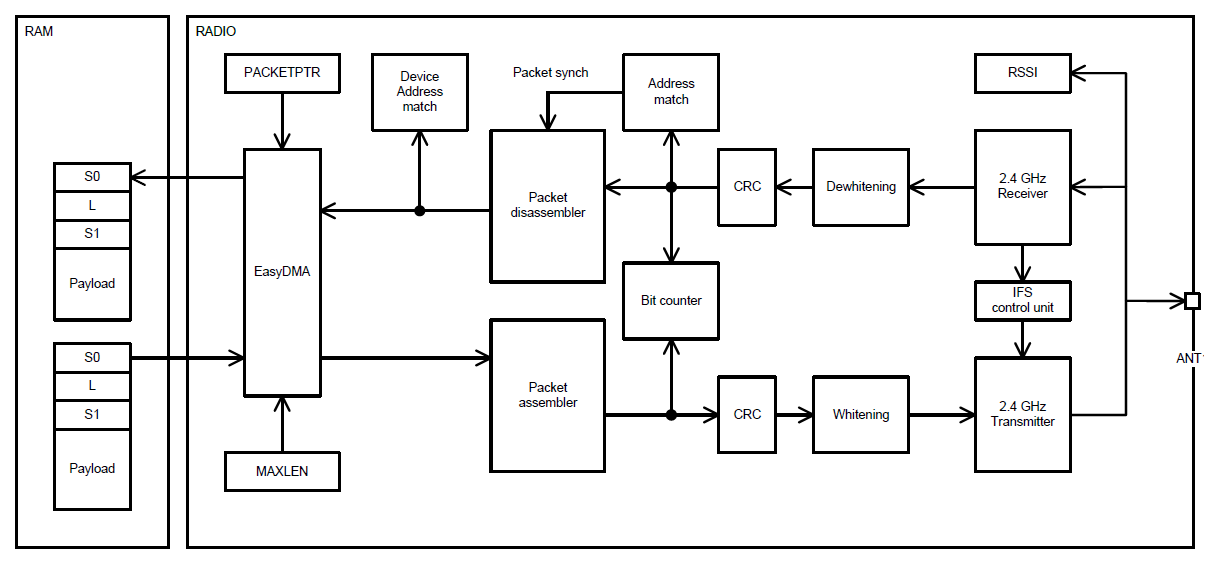 RAM
RADIO
PACKETPTR
Device
Address
match
Packet synch
Address
match
RSSI
S0
L
S1
Payload
EasyDMA
Packet
disassembler
CRC
Dewhitening
2.4 GHz
Receiver
Bit counter
IFS
control unit
ANT
S0
L
S1
Payload
Packet
assembler
CRC
Whitening
2.4 GHz
Transmitter
MAXLEN